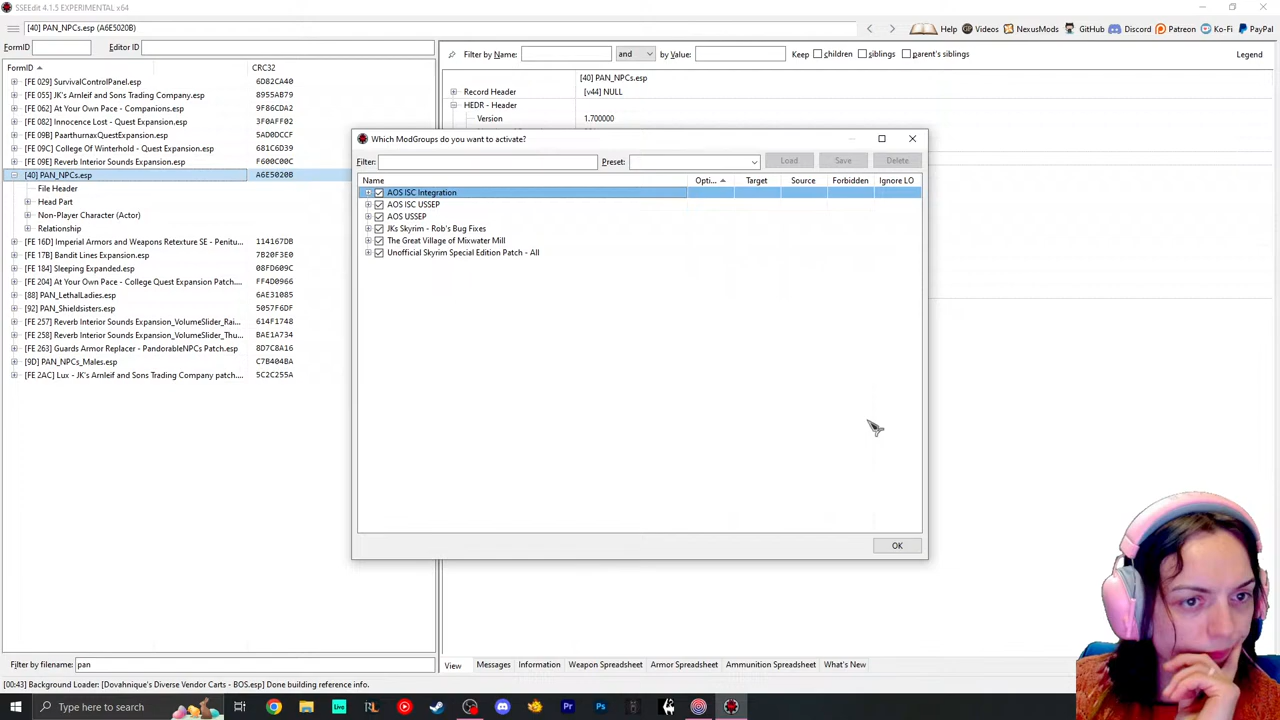 SSEEdit 4.1.5 EXPERIMENTAL x64
[40] PAN_NPCs.esp (A6E5020B)
Help Videos NexusMods GitHub Discord Patreon Ko-Fi PayPal
FormID Editor ID
Filter by Name: and by Value: Keep children siblings parent's siblings Legend
FormID CRC32
[FE 029] SurvivalControlPanel.esp 6D82CA40
[FE 055] JK's Arnleif and Sons Trading Company.esp 8955AB79
[FE 062] At Your Own Pace - Companions.esp 9F86CDA2
[FE 082] Innocence Lost - Quest Expansion.esp 3F0AFF02
[FE 09B] PaarthurnaxQuestExpansion.esp 5AD0DCCF
[FE 09C] College Of Winterhold - Quest Expansion.esp 681C6D39
[FE 09E] Reverb Interior Sounds Expansion.esp F600C00C
[40] PAN_NPCs.esp A6E5020B
File Header
Head Part
Non-Player Character (Actor)
Relationship
[FE 16D] Imperial Armors and Weapons Retexture SE - Penitu... 114167DB
[FE 17B] Bandit Lines Expansion.esp 7B20F3E0
[FE 184] Sleeping Expanded.esp 08FD609C
[FE 204] At Your Own Pace - College Quest Expansion Patch.... FF4D0966
[88] PAN_LethalLadies.esp 6AE31085
[92] PAN_Shieldsisters.esp 5057F6DF
[FE 257] Reverb Interior Sounds Expansion_VolumeSlider_Rai... 614F1748
[FE 258] Reverb Interior Sounds Expansion_VolumeSlider_Thu... BAE1A734
[FE 263] Guards Armor Replacer - PandorableNPCs Patch.esp 8D7C8A16
[9D] PAN_NPCs_Males.esp C7B404BA
[FE 2AC] Lux - JK's Arnleif and Sons Trading Company patch.... 5C2C255A
[40] PAN_NPCs.esp
Record Header [v44] NULL
HEDR - Header
Version 1.700000
Which ModGroups do you want to activate?
Filter: Preset: Load Save Delete
Name Opti... Target Source Forbidden Ignore LO
AOS ISC Integration
AOS ISC USSEP
AOS USSEP
JKs Skyrim - Rob's Bug Fixes
The Great Village of Mixwater Mill
Unofficial Skyrim Special Edition Patch - All
OK
Filter by filename: pan
View Messages Information Weapon Spreadsheet Armor Spreadsheet Ammunition Spreadsheet What's New
[00:43] Background Loader: [Dovahnique's Diverse Vendor Carts - BOS.esp] Done building reference info.
Type here to search
Live
Pr
Ps